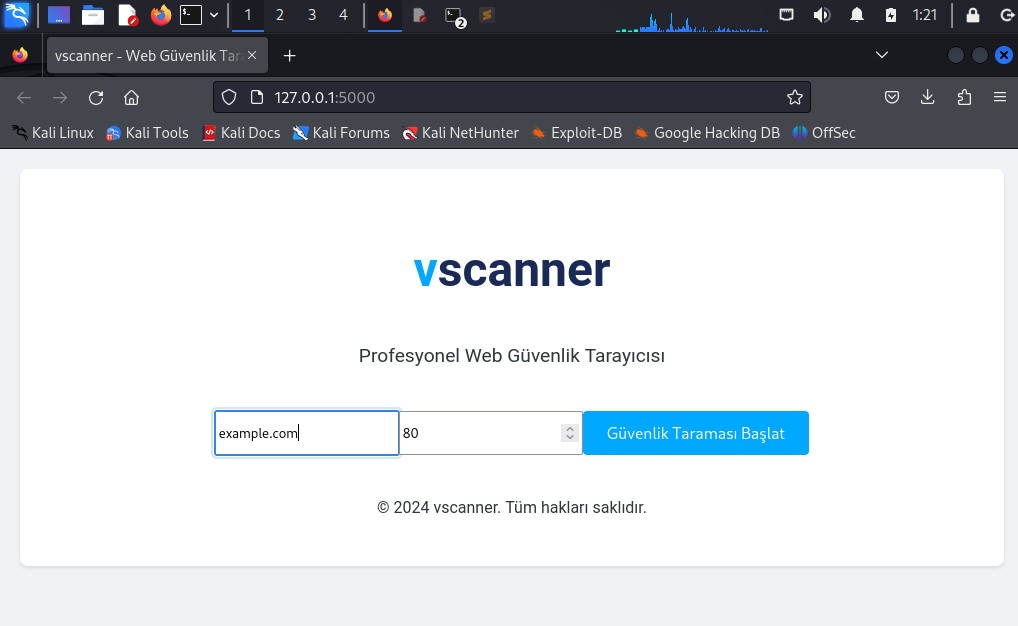 1 2 3 4 2 1:21
vscanner - Web Güvenlik Tar
127.0.0.1:5000
Kali Linux Kali Tools Kali Docs Kali Forums Kali NetHunter Exploit-DB Google Hacking DB OffSec
vscanner
Profesyonel Web Güvenlik Tarayıcısı
example.com 80 Güvenlik Taraması Başlat
© 2024 vscanner. Tüm hakları saklıdır.